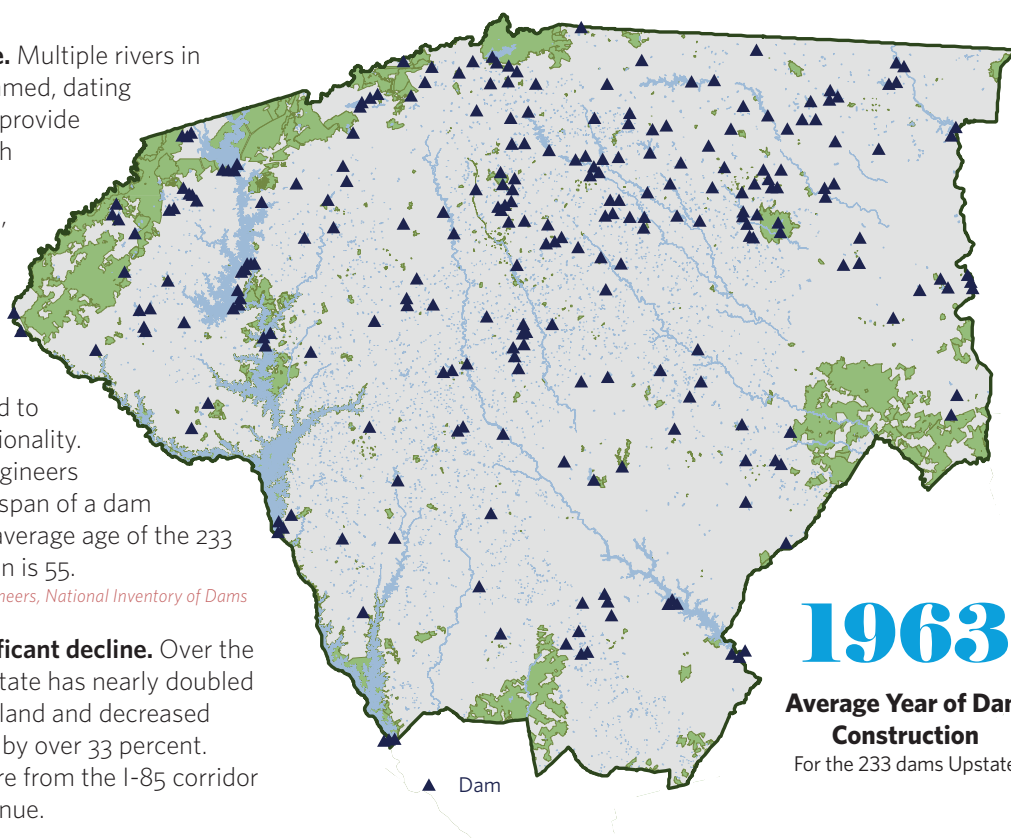 e. Multiple rivers in
med, dating
provide
h
,
d to
ionality.
gineers
span of a dam
average age of the 233
n is 55.
neers, National Inventory of Dams
ficant decline. Over the
tate has nearly doubled
land and decreased
by over 33 percent.
re from the I-85 corridor
nue.
Dam
1963
Average Year of Dam
Construction
For the 233 dams Upstate